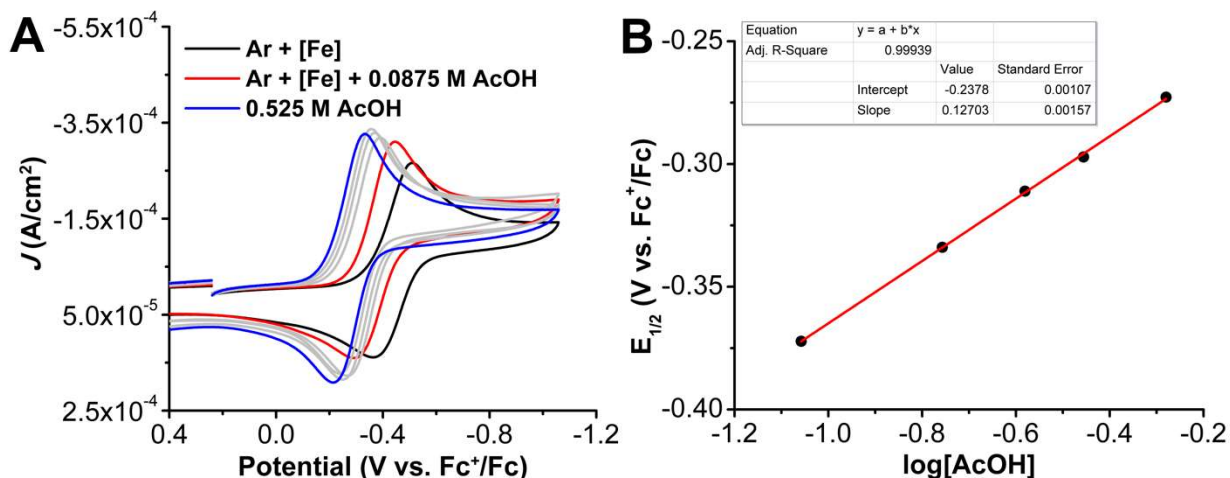 A
-5.5x10⁻⁴
-3.5x10⁻⁴
-1.5x10⁻⁴
5.0x10⁻⁵
2.5x10⁻⁴
J (A/cm²)
Ar + [Fe]
Ar + [Fe] + 0.0875 M AcOH
0.525 M AcOH
0.4 0.0 -0.4 -0.8 -1.2
Potential (V vs. Fc⁺/Fc)
B
-0.25
-0.30
-0.35
-0.40
E₁/₂ (V vs. Fc⁺/Fc)
Equation y = a + b*x
Adj. R-Square 0.99939
Value Standard Error
Intercept -0.2378 0.00107
Slope 0.12703 0.00157
-1.2 -1.0 -0.8 -0.6 -0.4 -0.2
log[AcOH]